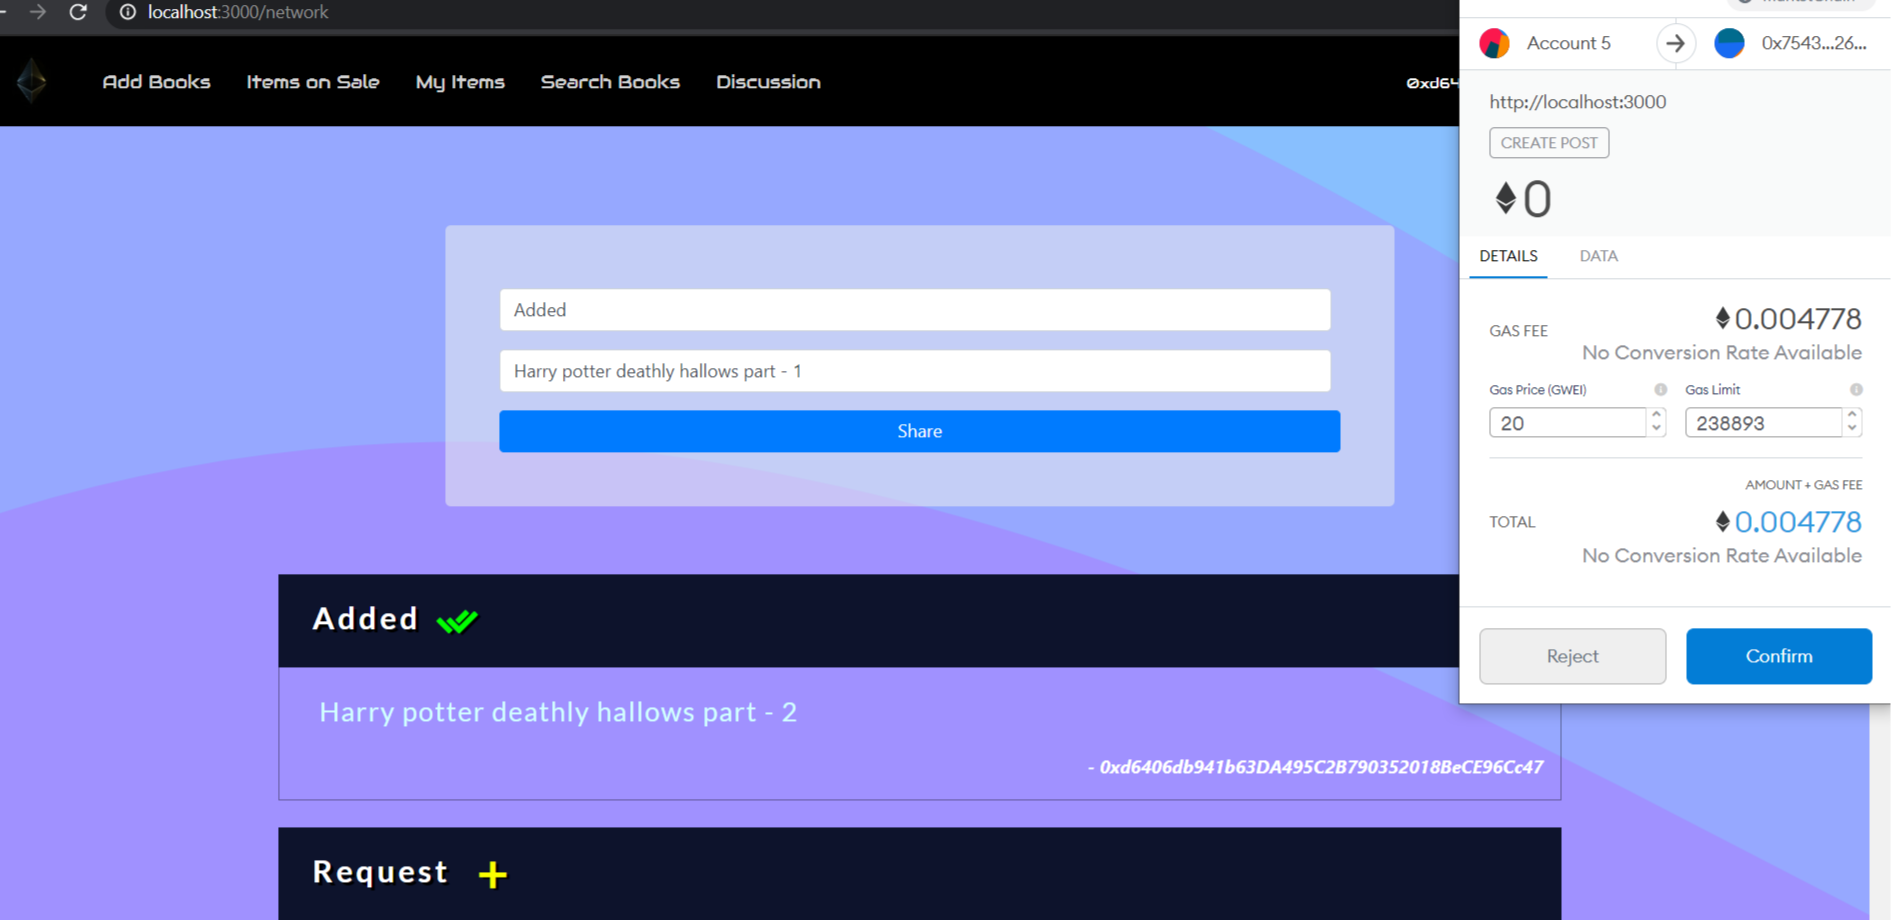 localhost:3000/network
Add Books
Items on Sale
My Items
Search Books
Discussion
0xd64
Added
Harry potter deathly hallows part - 1
Share
Added
Harry potter deathly hallows part - 2
- 0xd6406db941b63DA495C2B790352018BeCE96Cc47
Request
Account 5
0x7543...26...
http://localhost:3000
CREATE POST
0
DETAILS
DATA
GAS FEE
0.004778
No Conversion Rate Available
Gas Price (GWEI)
Gas Limit
20
238893
AMOUNT + GAS FEE
TOTAL
0.004778
No Conversion Rate Available
Reject
Confirm